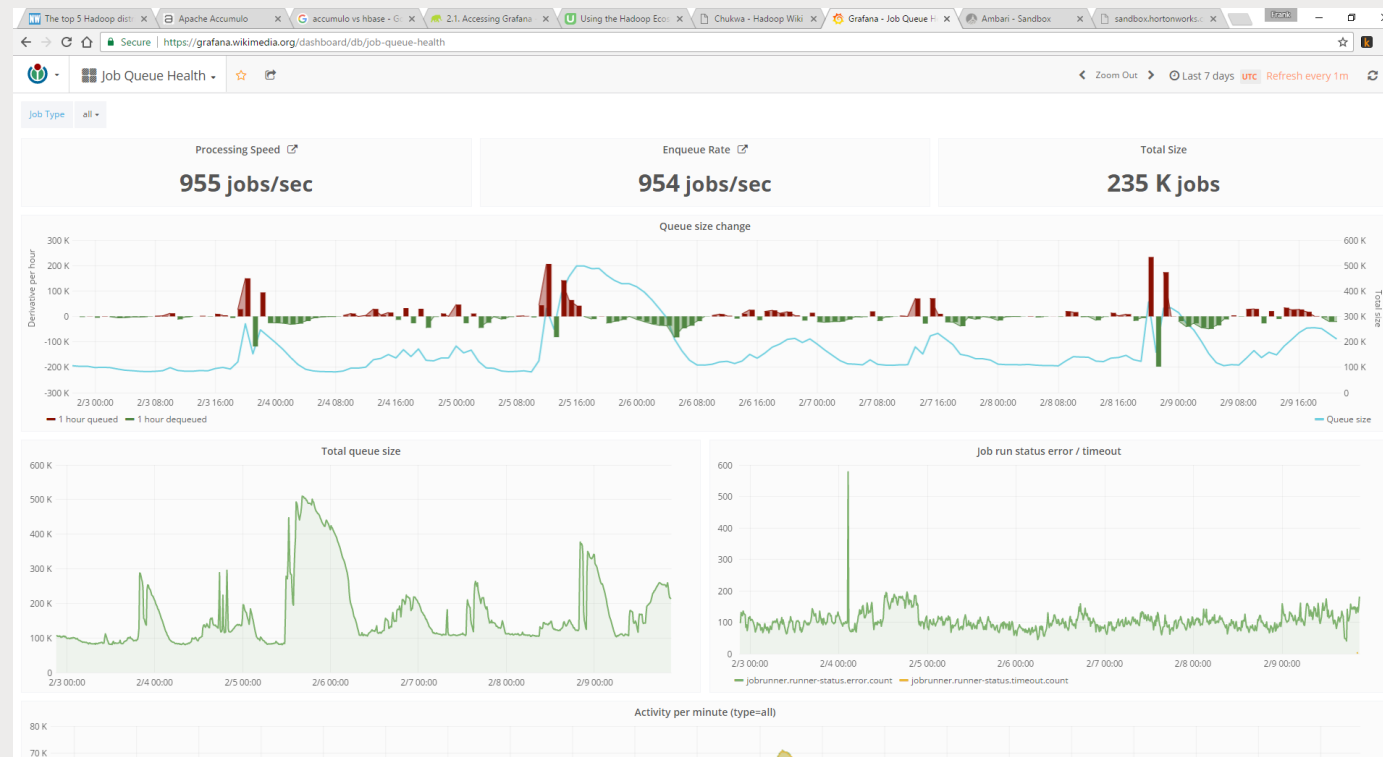 The top 5 Hadoop dist
Apache Accumulo
accumulo vs hbase - G
2.1. Accessing Grafana
Using the Hadoop Ecos
Chukwa - Hadoop Wiki
Grafana - Job Queue H
Ambari - Sandbox
sandbox.hortonworks.c
Frank
Secure https://grafana.wikimedia.org/dashboard/db/job-queue-health
Job Queue Health
Zoom Out
Last 7 days UTC Refresh every 1m
Job Type all
Processing Speed
955 jobs/sec
Enqueue Rate
954 jobs/sec
Total Size
235 K jobs
Queue size change
Derivative per hour
300 K
200 K
100 K
0
-100 K
-200 K
-300 K
600 K
500 K
400 K
300 K
200 K
100 K
0
Total size
2/3 00:00 2/3 08:00 2/3 16:00 2/4 00:00 2/4 08:00 2/4 16:00 2/5 00:00 2/5 08:00 2/5 16:00 2/6 00:00 2/6 08:00 2/6 16:00 2/7 00:00 2/7 08:00 2/7 16:00 2/8 00:00 2/8 08:00 2/8 16:00 2/9 00:00 2/9 08:00 2/9 16:00
1 hour queued 1 hour dequeued
Queue size
Total queue size
600 K
500 K
400 K
300 K
200 K
100 K
0
2/3 00:00 2/4 00:00 2/5 00:00 2/6 00:00 2/7 00:00 2/8 00:00 2/9 00:00
Job run status error / timeout
600
500
400
300
200
100
0
2/3 00:00 2/4 00:00 2/5 00:00 2/6 00:00 2/7 00:00 2/8 00:00 2/9 00:00
jobrunner.runner-status.error.count jobrunner.runner-status.timeout.count
Activity per minute (type=all)
80 K
70 K